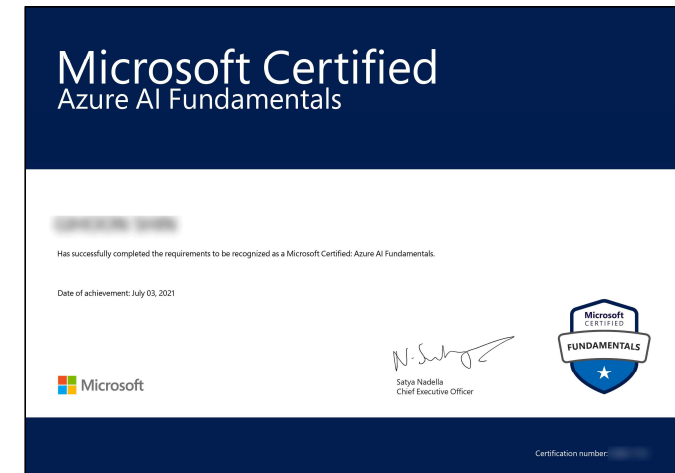 Microsoft Certified
Azure AI Fundamentals
Has successfully completed the requirements to be recognized as a Microsoft Certified: Azure AI Fundamentals.
Date of achievement: July 03, 2021
Microsoft
CERTIFIED
FUNDAMENTALS
Microsoft
Satya Nadella
Chief Executive Officer
Certification number: